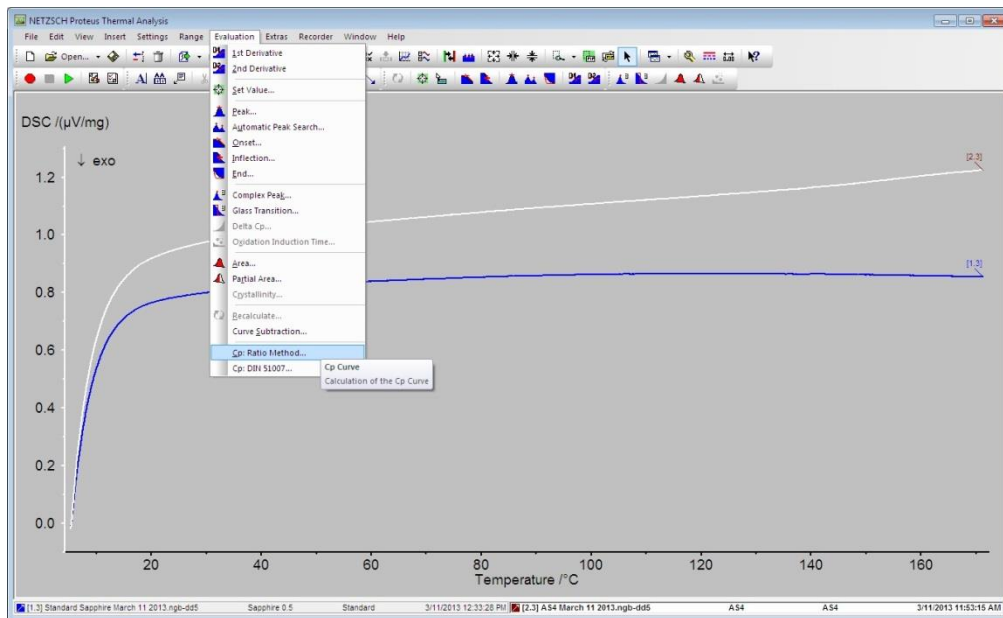 NETZSCH Proteus Thermal Analysis
File Edit View Insert Settings Range Evaluation Extras Recorder Window Help
Open...
1st Derivative
2nd Derivative
Set Value...
Peak...
Automatic Peak Search...
Onset...
Inflection...
End...
Complex Peak...
Glass Transition...
Delta Cp...
Oxidation Induction Time...
Area...
Partial Area...
Crystallinity...
Recalculate...
Curve Subtraction...
Cp: Ratio Method...
Cp: DIN 51007...
Cp Curve
Calculation of the Cp Curve
DSC /(µV/mg)
↓ exo
[2.3]
[1.3]
1.2
1.0
0.8
0.6
0.4
0.2
0.0
20 40 60 80 100 120 140 160
Temperature /°C
[1.3] Standard Sapphire March 11 2013.ngb-dd5 Sapphire 0.5 Standard 3/11/2013 12:33:28 PM [2.3] AS4 March 11 2013.ngb-dd5 AS4 AS4 3/11/2013 11:53:15 AM